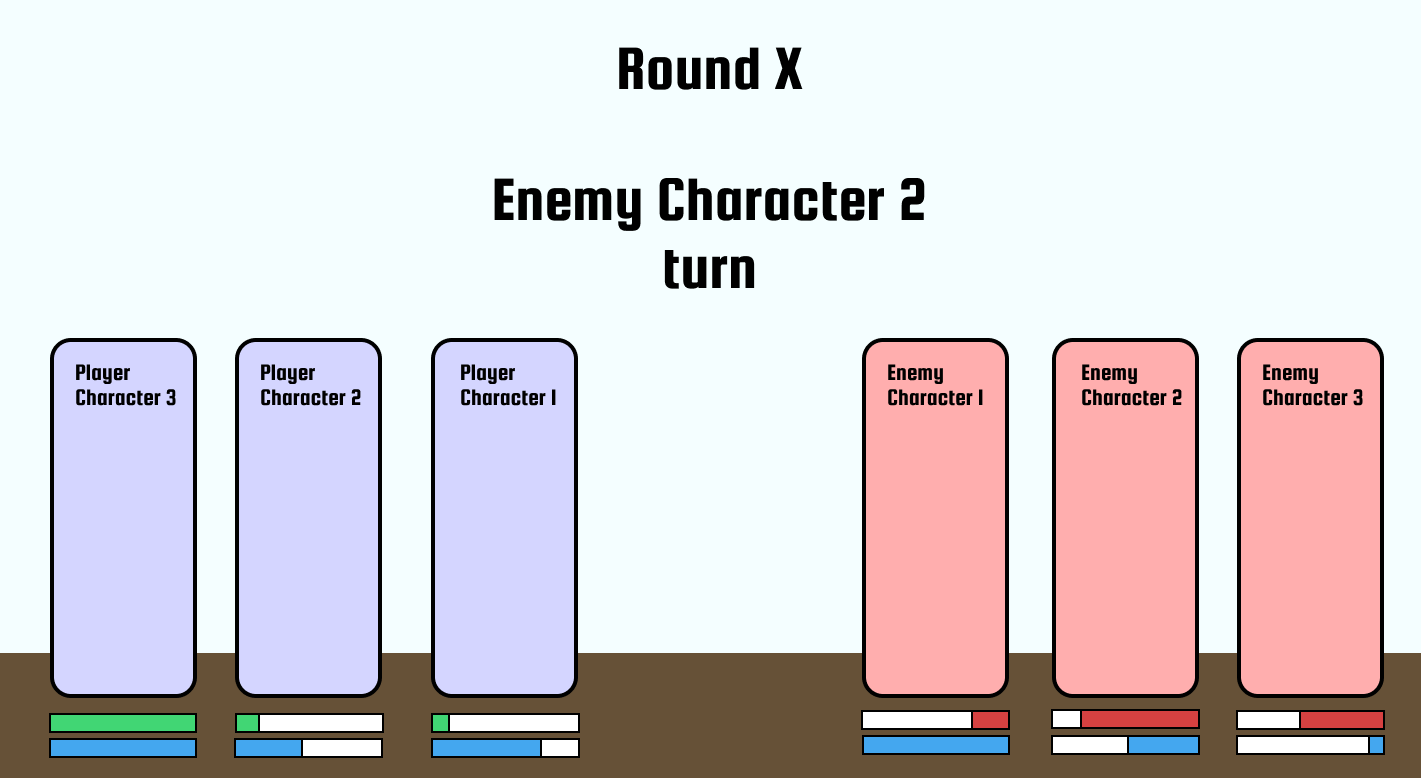 Round X
Enemy Character 2
turn
Player
Character 3
Player
Character 2
Player
Character 1
Enemy
Character 1
Enemy
Character 2
Enemy
Character 3